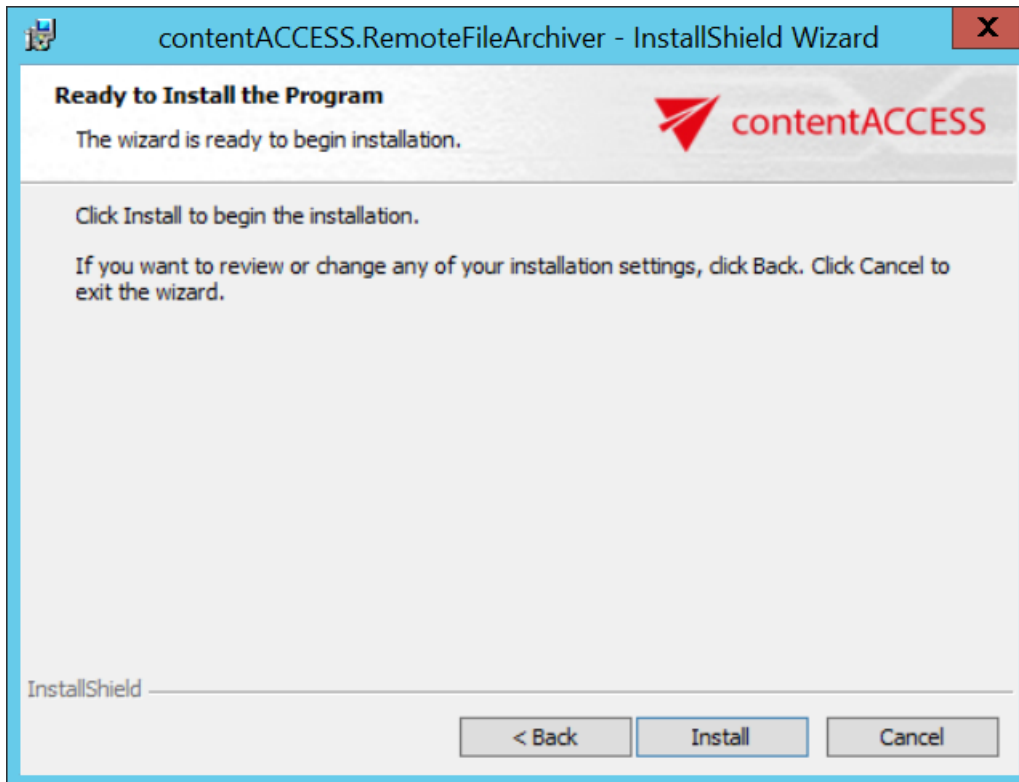 contentACCESS.RemoteFileArchiver - InstallShield Wizard
X
Ready to Install the Program
The wizard is ready to begin installation.
contentACCESS
Click Install to begin the installation.
If you want to review or change any of your installation settings, click Back. Click Cancel to
exit the wizard.
InstallShield
< Back
Install
Cancel